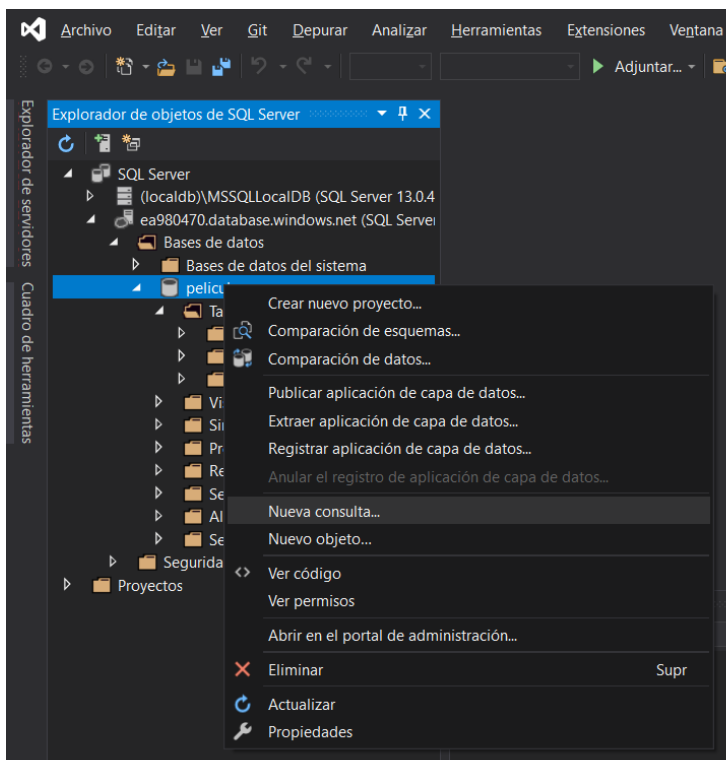 Archivo Editar Ver Git Depurar Analizar Herramientas Extensiones Ventana
Adjuntar...
Explorador de servidores
Cuadro de herramientas
Explorador de objetos de SQL Server
SQL Server
(localdb)\MSSQLLocalDB (SQL Server 13.0.4
ea980470.database.windows.net (SQL Server
Bases de datos
Bases de datos del sistema
Seguridad
Proyectos
Crear nuevo proyecto...
Comparación de esquemas...
Comparación de datos...
Publicar aplicación de capa de datos...
Extraer aplicación de capa de datos...
Registrar aplicación de capa de datos...
Anular el registro de aplicación de capa de datos...
Nueva consulta...
Nuevo objeto...
Ver código
Ver permisos
Abrir en el portal de administración...
Eliminar Supr
Actualizar
Propiedades